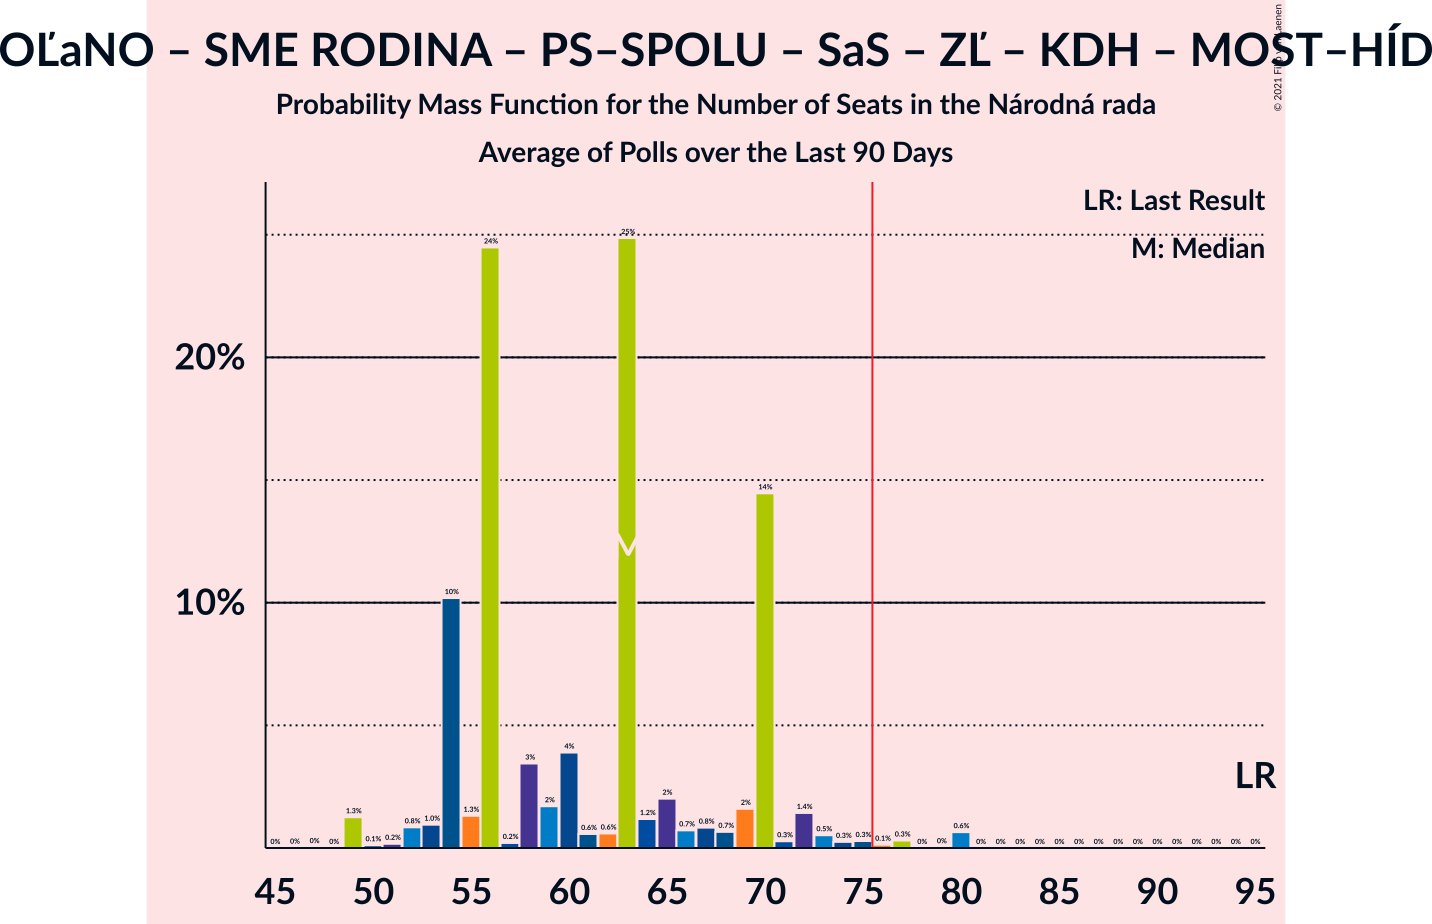 OĽaNO – SME RODINA – PS–SPOLU – SaS – ZĽ – KDH – MOST–HÍD
Probability Mass Function for the Number of Seats in the Národná rada
Average of Polls over the Last 90 Days
© 2021
LR: Last Result
M: Median
20%
10%
0% 0% 0% 0% 1.3% 0.1% 0.2% 0.8% 1.0% 10% 1.3% 24% 0.2% 3% 2% 4% 0.6% 0.6% 25% 1.2% 2% 0.7% 0.8% 0.7% 2% 14% 0.3% 1.4% 0.5% 0.3% 0.3% 0.1% 0.3% 0% 0% 0.6% 0% 0% 0% 0% 0% 0% 0% 0% 0% 0% 0% 0% 0% 0% 0%
M
LR
45 50 55 60 65 70 75 80 85 90 95